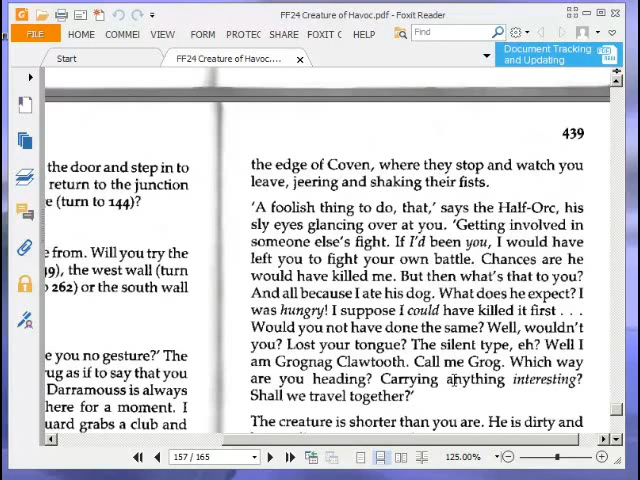 FF24 Creature of Havoc.pdf - Foxit Reader
FILE HOME COMMEI VIEW FORM PROTEC SHARE FOXIT C HELP
Find
Start
FF24 Creature of Havoc....
Document Tracking
and Updating
the door and step in to
return to the junction
e (turn to 144)?
e from. Will you try the
49), the west wall (turn
o 262) or the south wall
e you no gesture?' The
rug as if to say that you
Darramouss is always
here for a moment. I
uard grabs a club and
439
the edge of Coven, where they stop and watch you
leave, jeering and shaking their fists.
'A foolish thing to do, that,' says the Half-Orc, his
sly eyes glancing over at you. 'Getting involved in
someone else's fight. If I'd been you, I would have
left you to fight your own battle. Chances are he
would have killed me. But then what's that to you?
And all because I ate his dog. What does he expect? I
was hungry! I suppose I could have killed it first . . .
Would you not have done the same? Well, wouldn't
you? Lost your tongue? The silent type, eh? Well I
am Grognag Clawtooth. Call me Grog. Which way
are you heading? Carrying anything interesting?
Shall we travel together?'
The creature is shorter than you are. He is dirty and
157 / 165
125.00%